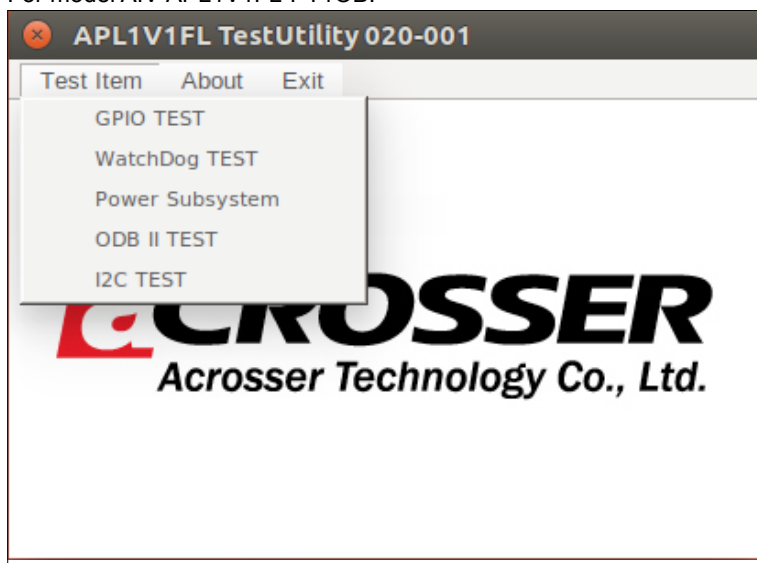 APL1V1FL TestUtility 020-001
Test Item About Exit
GPIO TEST
WatchDog TEST
Power Subsystem
ODB II TEST
I2C TEST
aCROSSER
Acrosser Technology Co., Ltd.